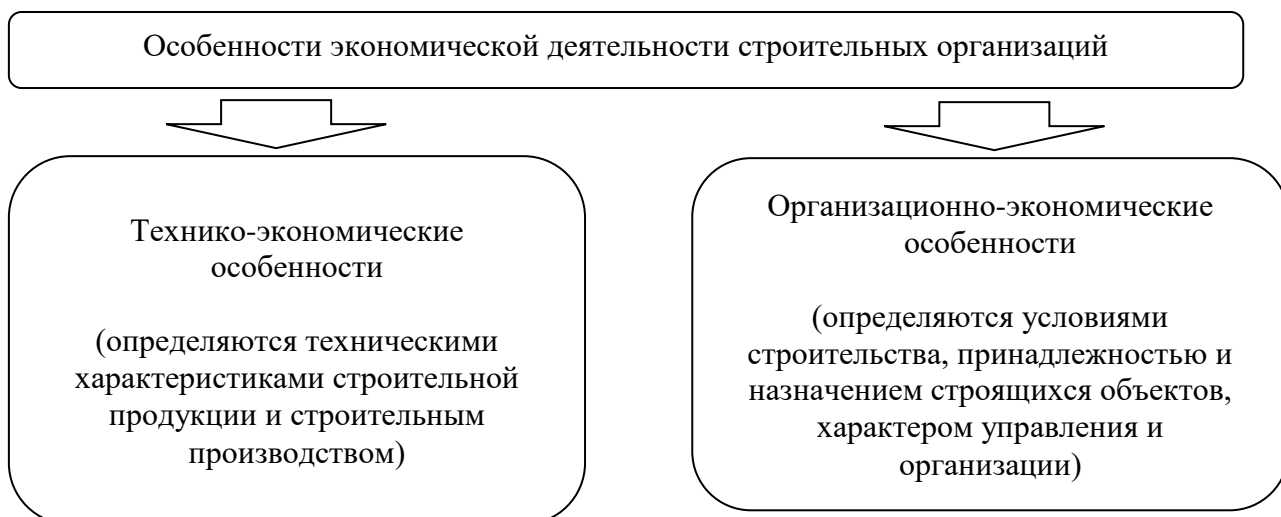 Особенности экономической деятельности строительных организаций
Технико-экономические
особенности
(определяются техническими
характеристиками строительной
продукции и строительным
производством)
Организационно-экономические
особенности
(определяются условиями
строительства, принадлежностью и
назначением строящихся объектов,
характером управления и
организации)